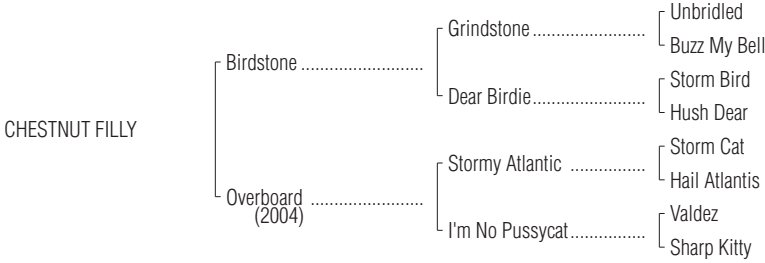 Unbridled
Grindstone..........................
Buzz My Bell
Birdstone ............................
Storm Bird
Dear Birdie..........................
Hush Dear
CHESTNUT FILLY
Storm Cat
Stormy Atlantic .................
Hail Atlantis
Overboard ..........................
(2004)
Valdez
I'm No Pussycat.................
Sharp Kitty